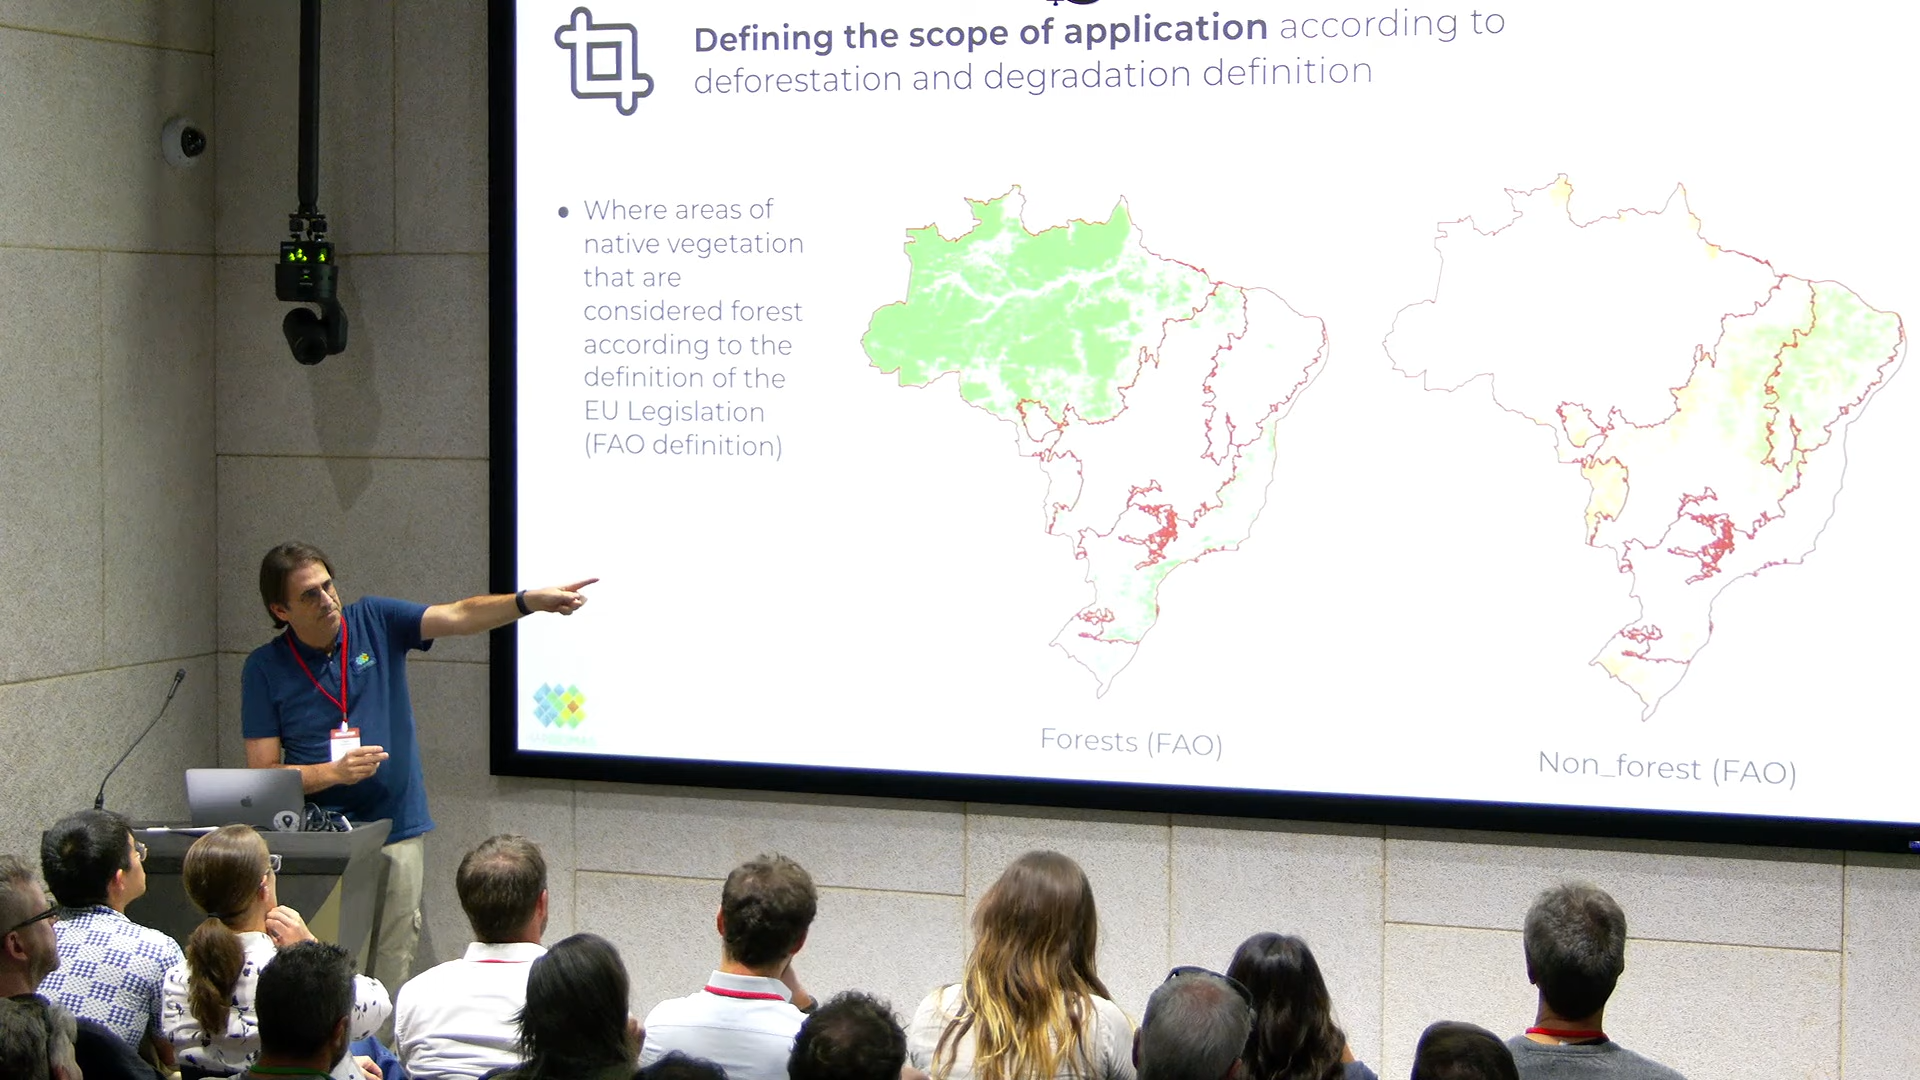 Defining the scope of application according to
deforestation and degradation definition
Where areas of
native vegetation
that are
considered forest
according to the
definition of the
EU Legislation
(FAO definition)
Forests (FAO)
Non_forest (FAO)